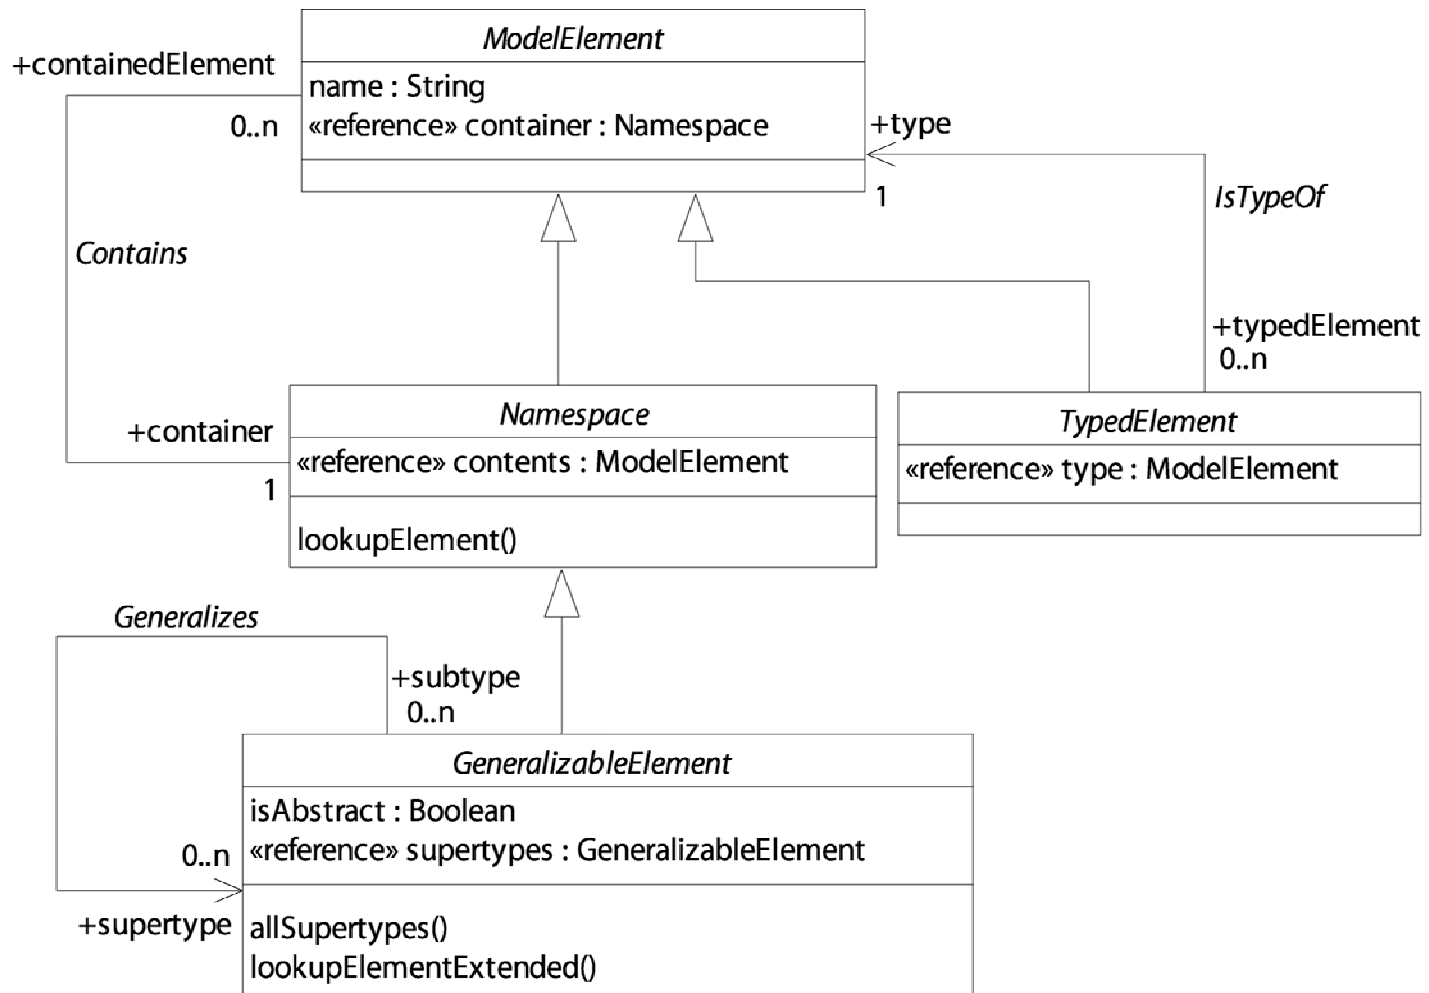 ModelElement
+containedElement
name : String
0..n
«reference» container : Namespace
+type
1
IsTypeOf
Contains
+typedElement
0..n
Namespace
TypedElement
+container
«reference» contents : ModelElement
«reference» type : ModelElement
1
lookupElement()
Generalizes
+subtype
0..n
GeneralizableElement
isAbstract : Boolean
0..n
«reference» supertypes : GeneralizableElement
+supertype
allSupertypes()
lookupElementExtended()